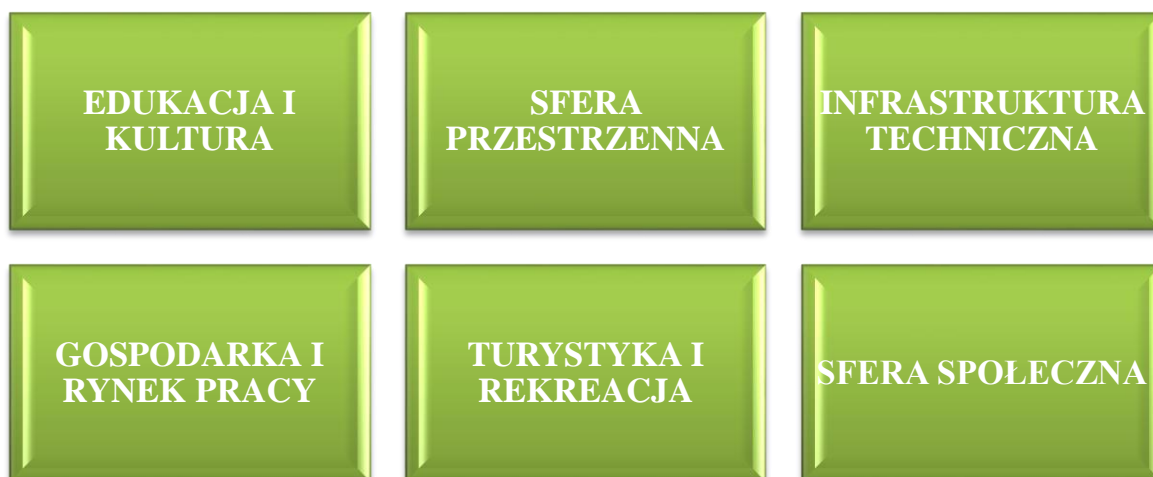 EDUKACJA I
KULTURA
SFERA
PRZESTRZENNA
INFRASTRUKTURA
TECHNICZNA
GOSPODARKA I
RYNEK PRACY
TURYSTYKA I
REKREACJA
SFERA SPOŁECZNA